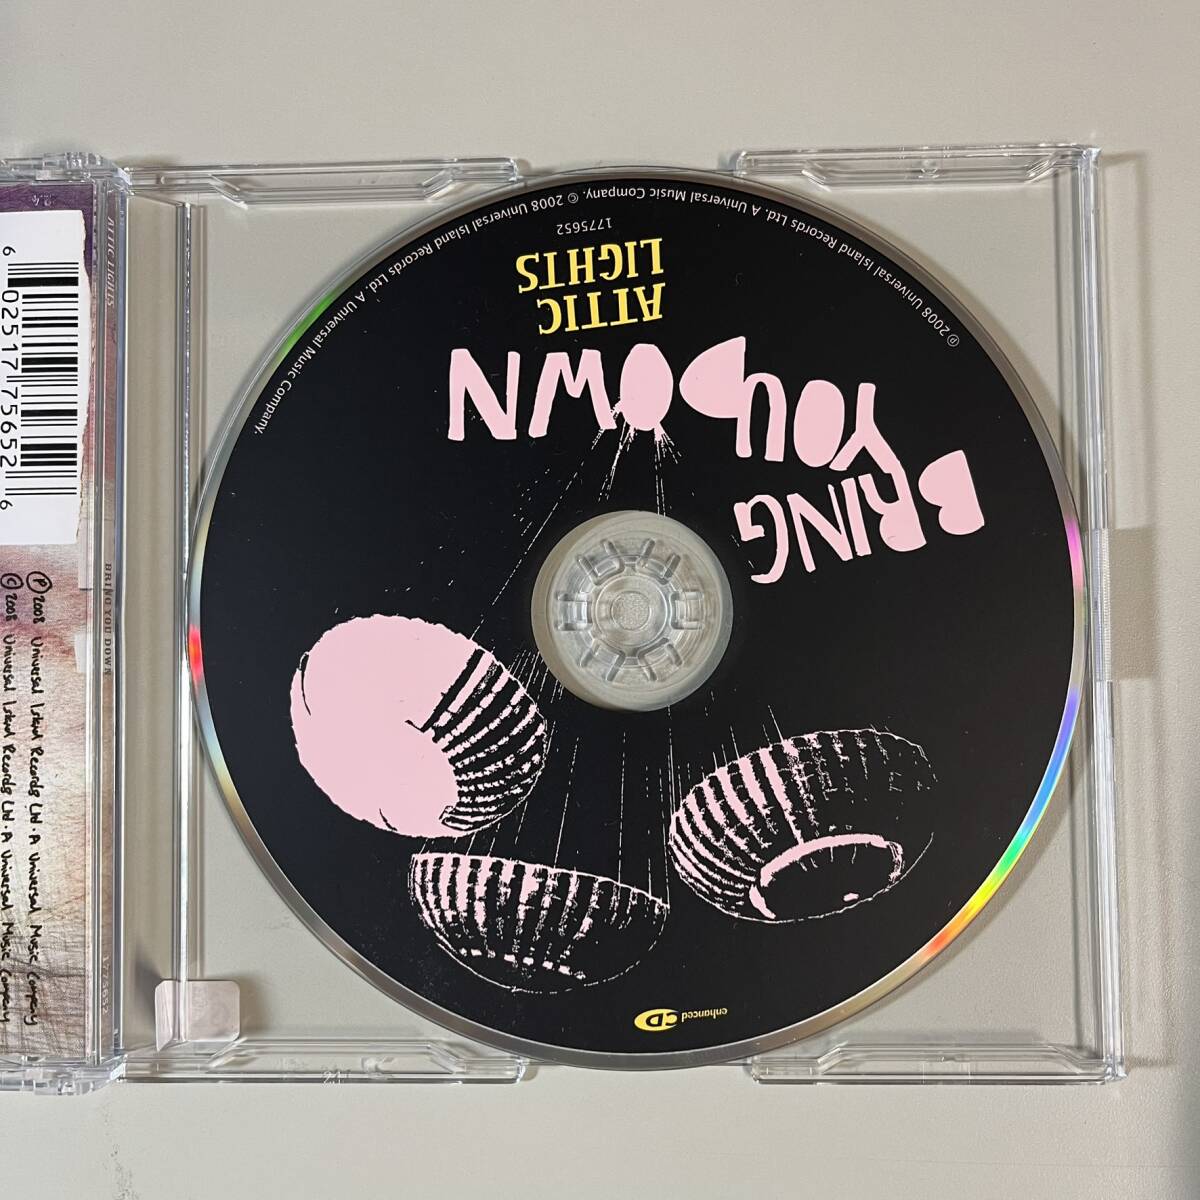 BRING
YOU
DOWN
ATTIC
LIGHTS
1775652
℗ 2008 Universal Island Records Ltd. A Universal Music Company. © 2008 Universal Island Records Ltd. A Universal Music Company.
enhanced CD
ATTIC LIGHTS
BRING YOU DOWN
1775652
6 02517 75652 6
℗ 2008 Universal Island Records Ltd. A Universal Music Company
© 2008 Universal Island Records Ltd. A Universal Music Company